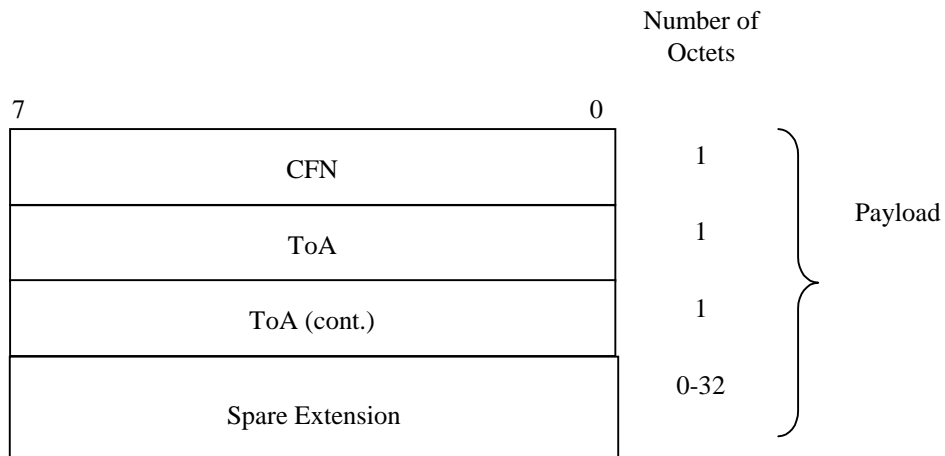 Number of
Octets
7 0
CFN 1
ToA 1
Payload
ToA (cont.) 1
Spare Extension 0-32